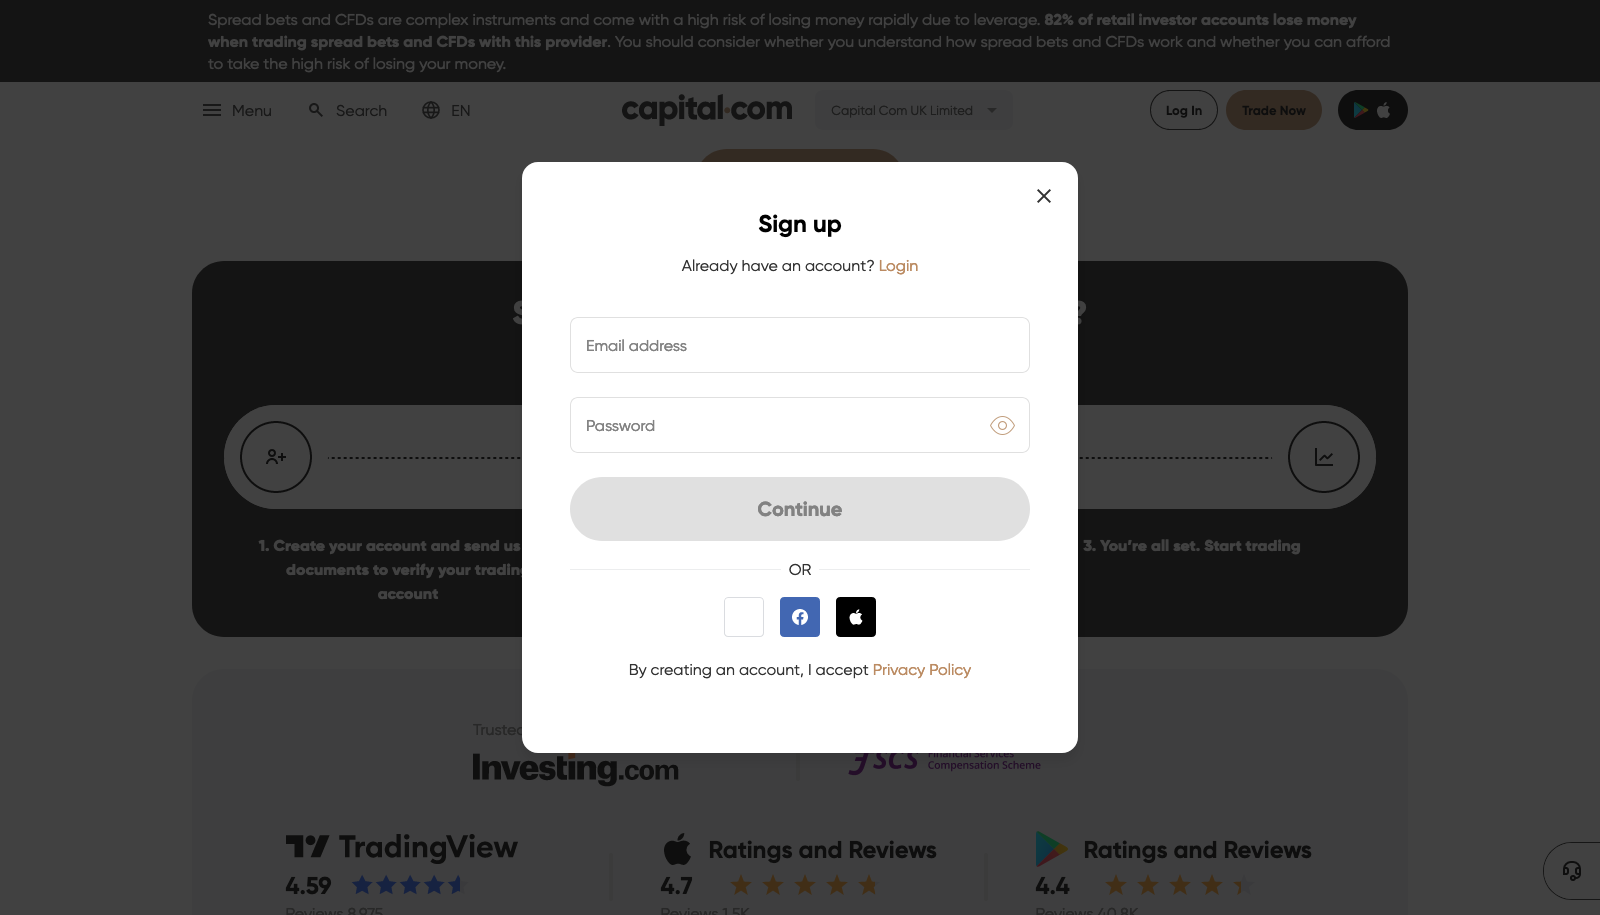 Spread bets and CFDs are complex instruments and come with a high risk of losing money rapidly due to leverage. 82% of retail investor accounts lose money
when trading spread bets and CFDs with this provider. You should consider whether you understand how spread bets and CFDs work and whether you can afford
to take the high risk of losing your money.
Menu Search EN capital.com Capital Com UK Limited Log In Trade Now
Sign up
Already have an account? Login
Email address
Password
Continue
OR
By creating an account, I accept Privacy Policy
1. Create your account and send us
documents to verify your trading
account
3. You're all set. Start trading
Trusted
Investing.com
fscs Financial Services
Compensation Scheme
TradingView
4.59
Reviews 8,975
Ratings and Reviews
4.7
Reviews 1.5K
Ratings and Reviews
4.4
Reviews 40.8K